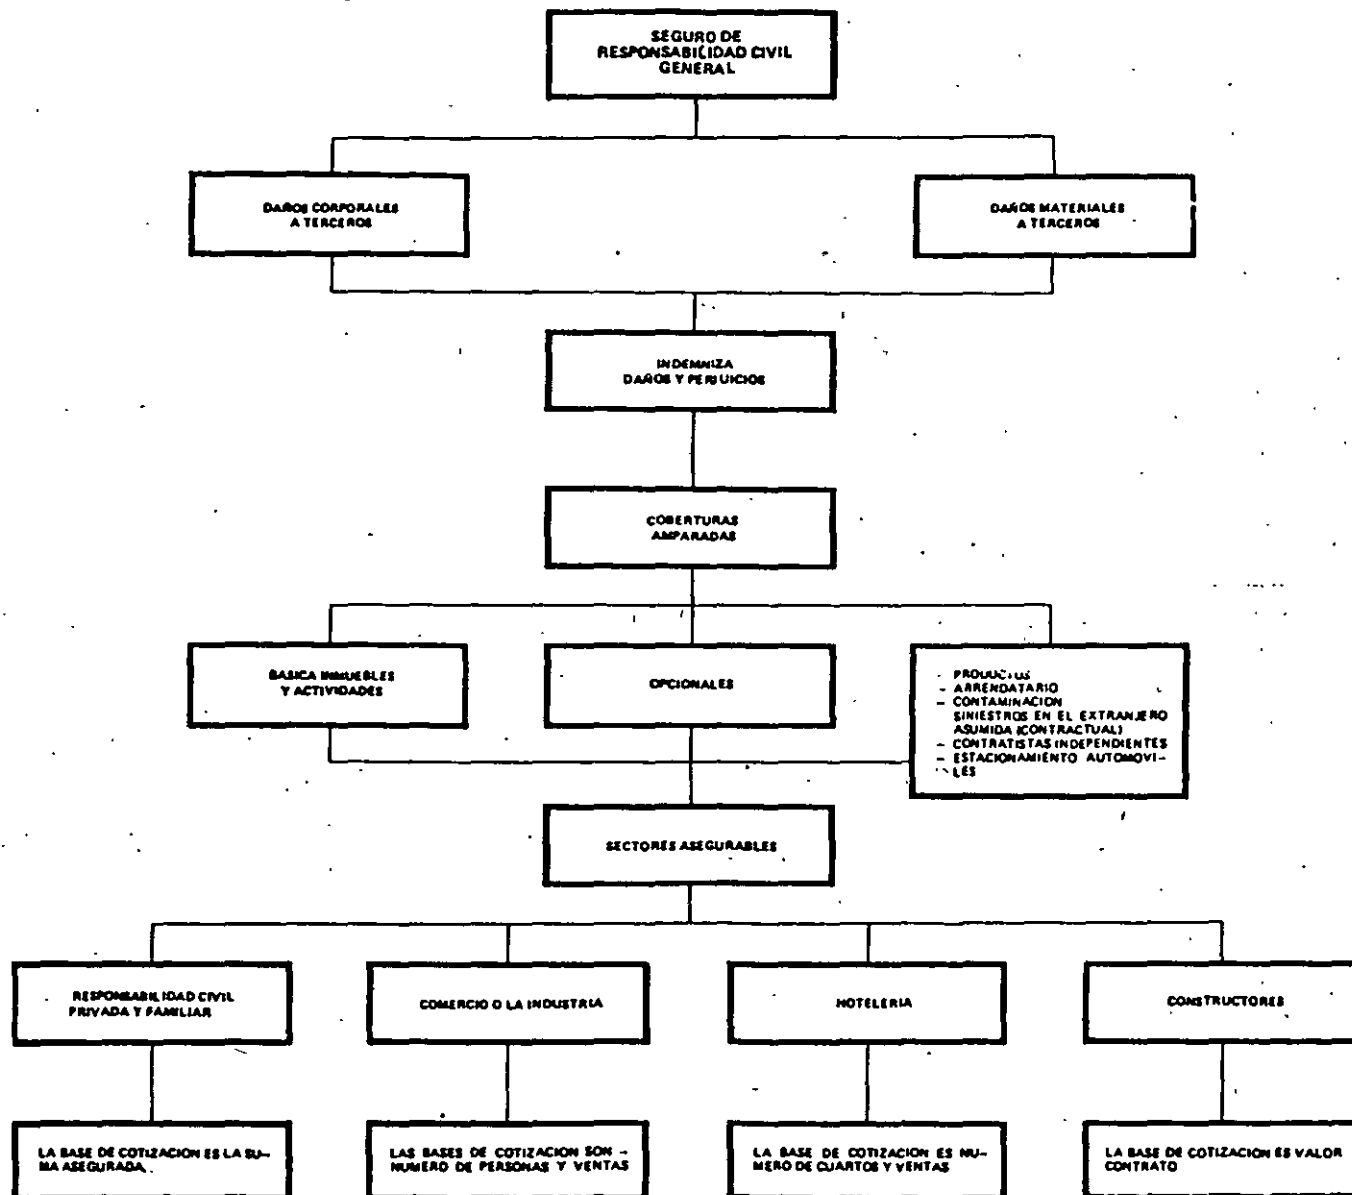 SEGURO DE
RESPONSABILIDAD CIVIL
GENERAL
DAÑOS CORPORALES
A TERCEROS
DAÑOS MATERIALES
A TERCEROS
INDEMNIZA
DAÑOS Y PERJUICIOS
COBERTURAS
AMPARADAS
BASICA INMUEBLES
Y ACTIVIDADES
OPCIONALES
- PRODUCTOS
- ARRENDATARIO
- CONTAMINACION
SINIESTROS EN EL EXTRANJERO
ASUMIDA (CONTRACTUAL)
- CONTRATISTAS INDEPENDIENTES
- ESTACIONAMIENTO AUTOMOVI-
LES
SECTORES ASEGURABLES
RESPONSABILIDAD CIVIL
PRIVADA Y FAMILIAR
COMERCIO O LA INDUSTRIA
HOTELERIA
CONSTRUCTORES
LA BASE DE COTIZACION ES LA SU-
MA ASEGURADA.
LAS BASES DE COTIZACION SON -
NUMERO DE PERSONAS Y VENTAS
LA BASE DE COTIZACION ES NU-
MERO DE CUARTOS Y VENTAS
LA BASE DE COTIZACION ES VALOR
CONTRATO